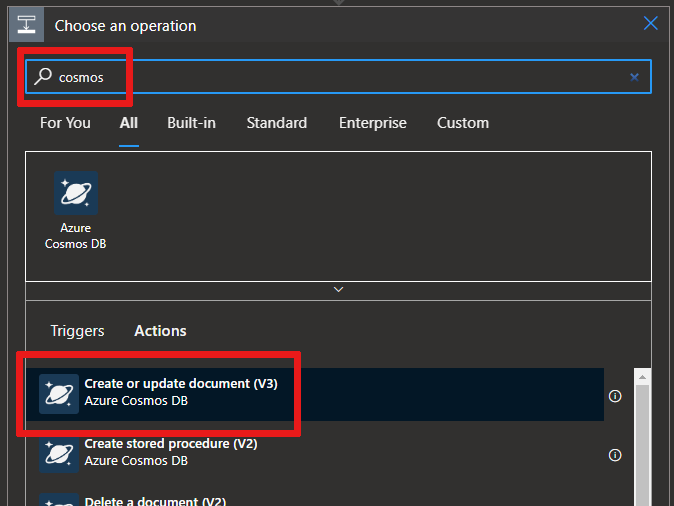 Choose an operation
cosmos
For You All Built-in Standard Enterprise Custom
Azure
Cosmos DB
Triggers Actions
Create or update document (V3)
Azure Cosmos DB
Create stored procedure (V2)
Azure Cosmos DB
Delete a document (V2)